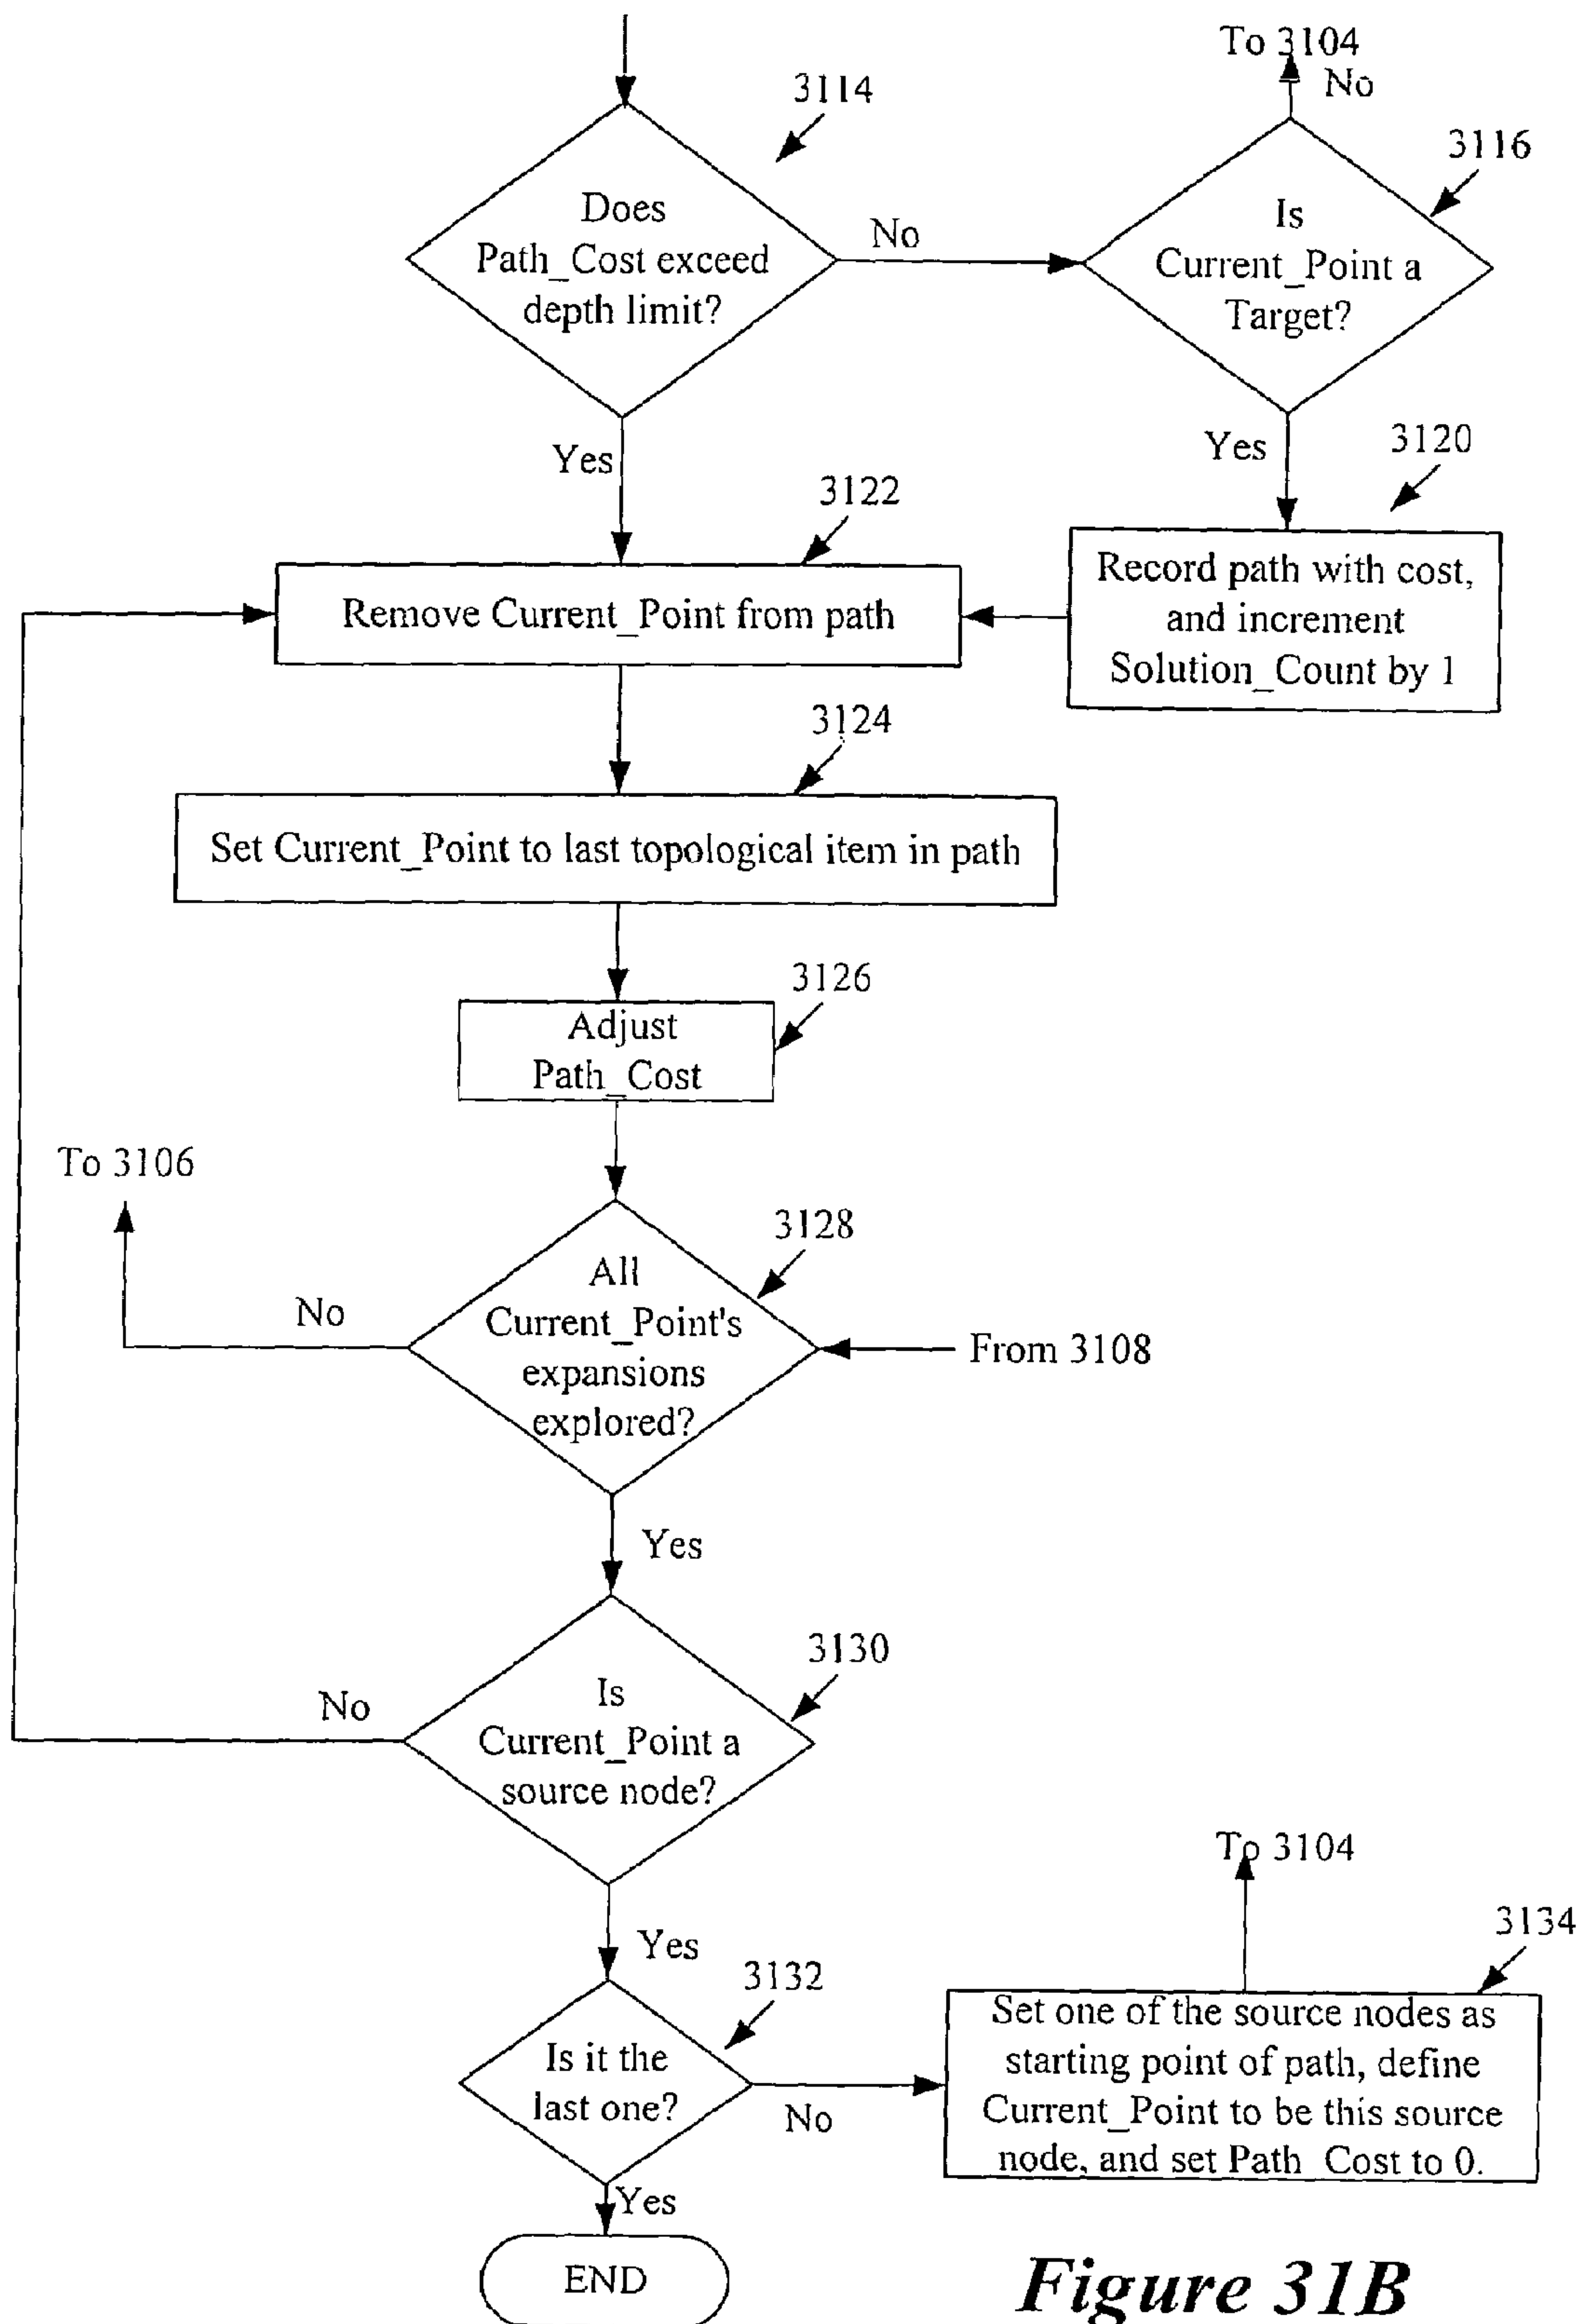 To 3104
No
3114
3116
Does
Path_Cost exceed
depth limit?
No
Is
Current_Point a
Target?
Yes
Yes
3120
3122
Record path with cost,
and increment
Solution_Count by 1
Remove Current_Point from path
3124
Set Current_Point to last topological item in path
3126
Adjust
Path_Cost
To 3106
3128
All
Current_Point's
expansions
explored?
No
From 3108
Yes
3130
Is
Current_Point a
source node?
No
To 3104
Yes
3134
3132
Set one of the source nodes as
starting point of path, define
Current_Point to be this source
node, and set Path_Cost to 0.
Is it the
last one?
No
Yes
END
Figure 31B